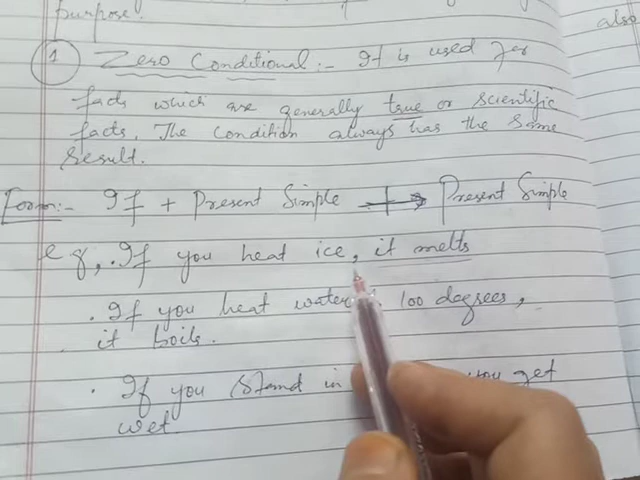 purpose.
also
① Zero Conditional :- If is used for
facts which are generally true or scientific
facts. The condition always has the same
result.
Form:- If + Present Simple → Present Simple
e g, . If you heat ice, it melts
. If you heat water 100 degrees,
it boils.
. If you stand in you get
wet